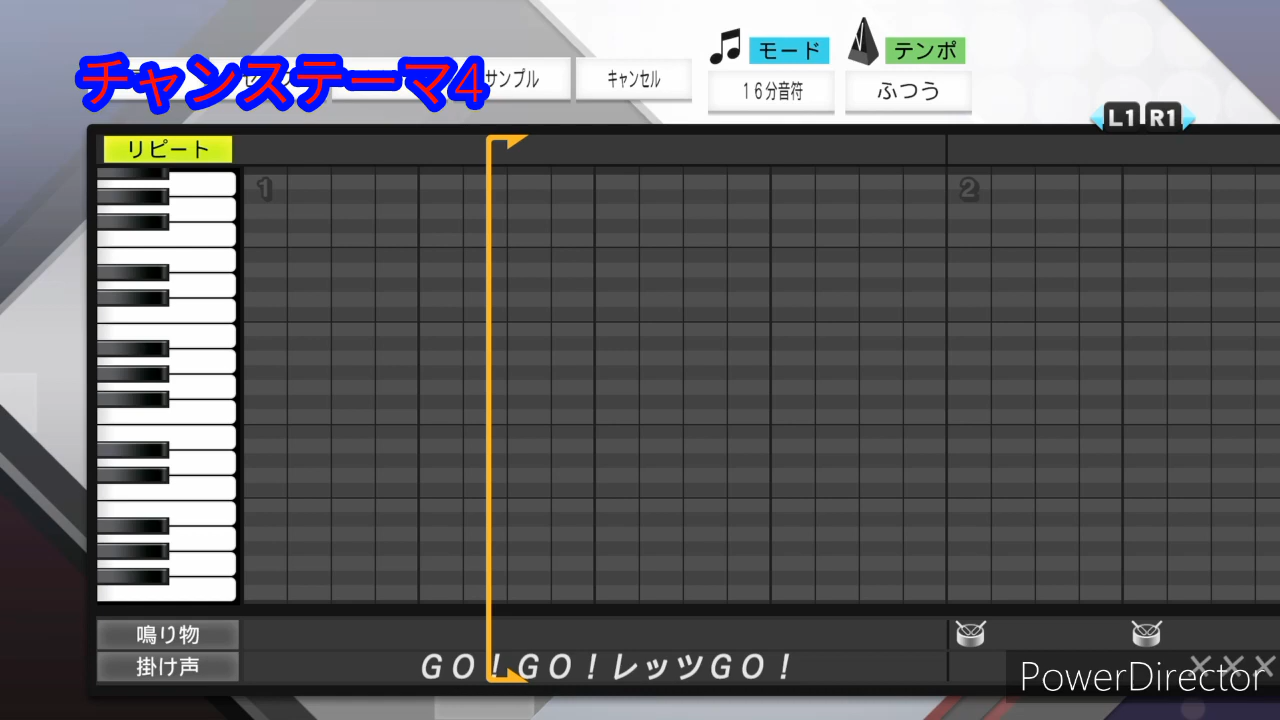 チャンステーマ4
サンプル
キャンセル
モード
16分音符
テンポ
ふつう
L1 R1
リピート
1
2
鳴り物
掛け声
GO!GO!レッツGO!
×××
PowerDirector